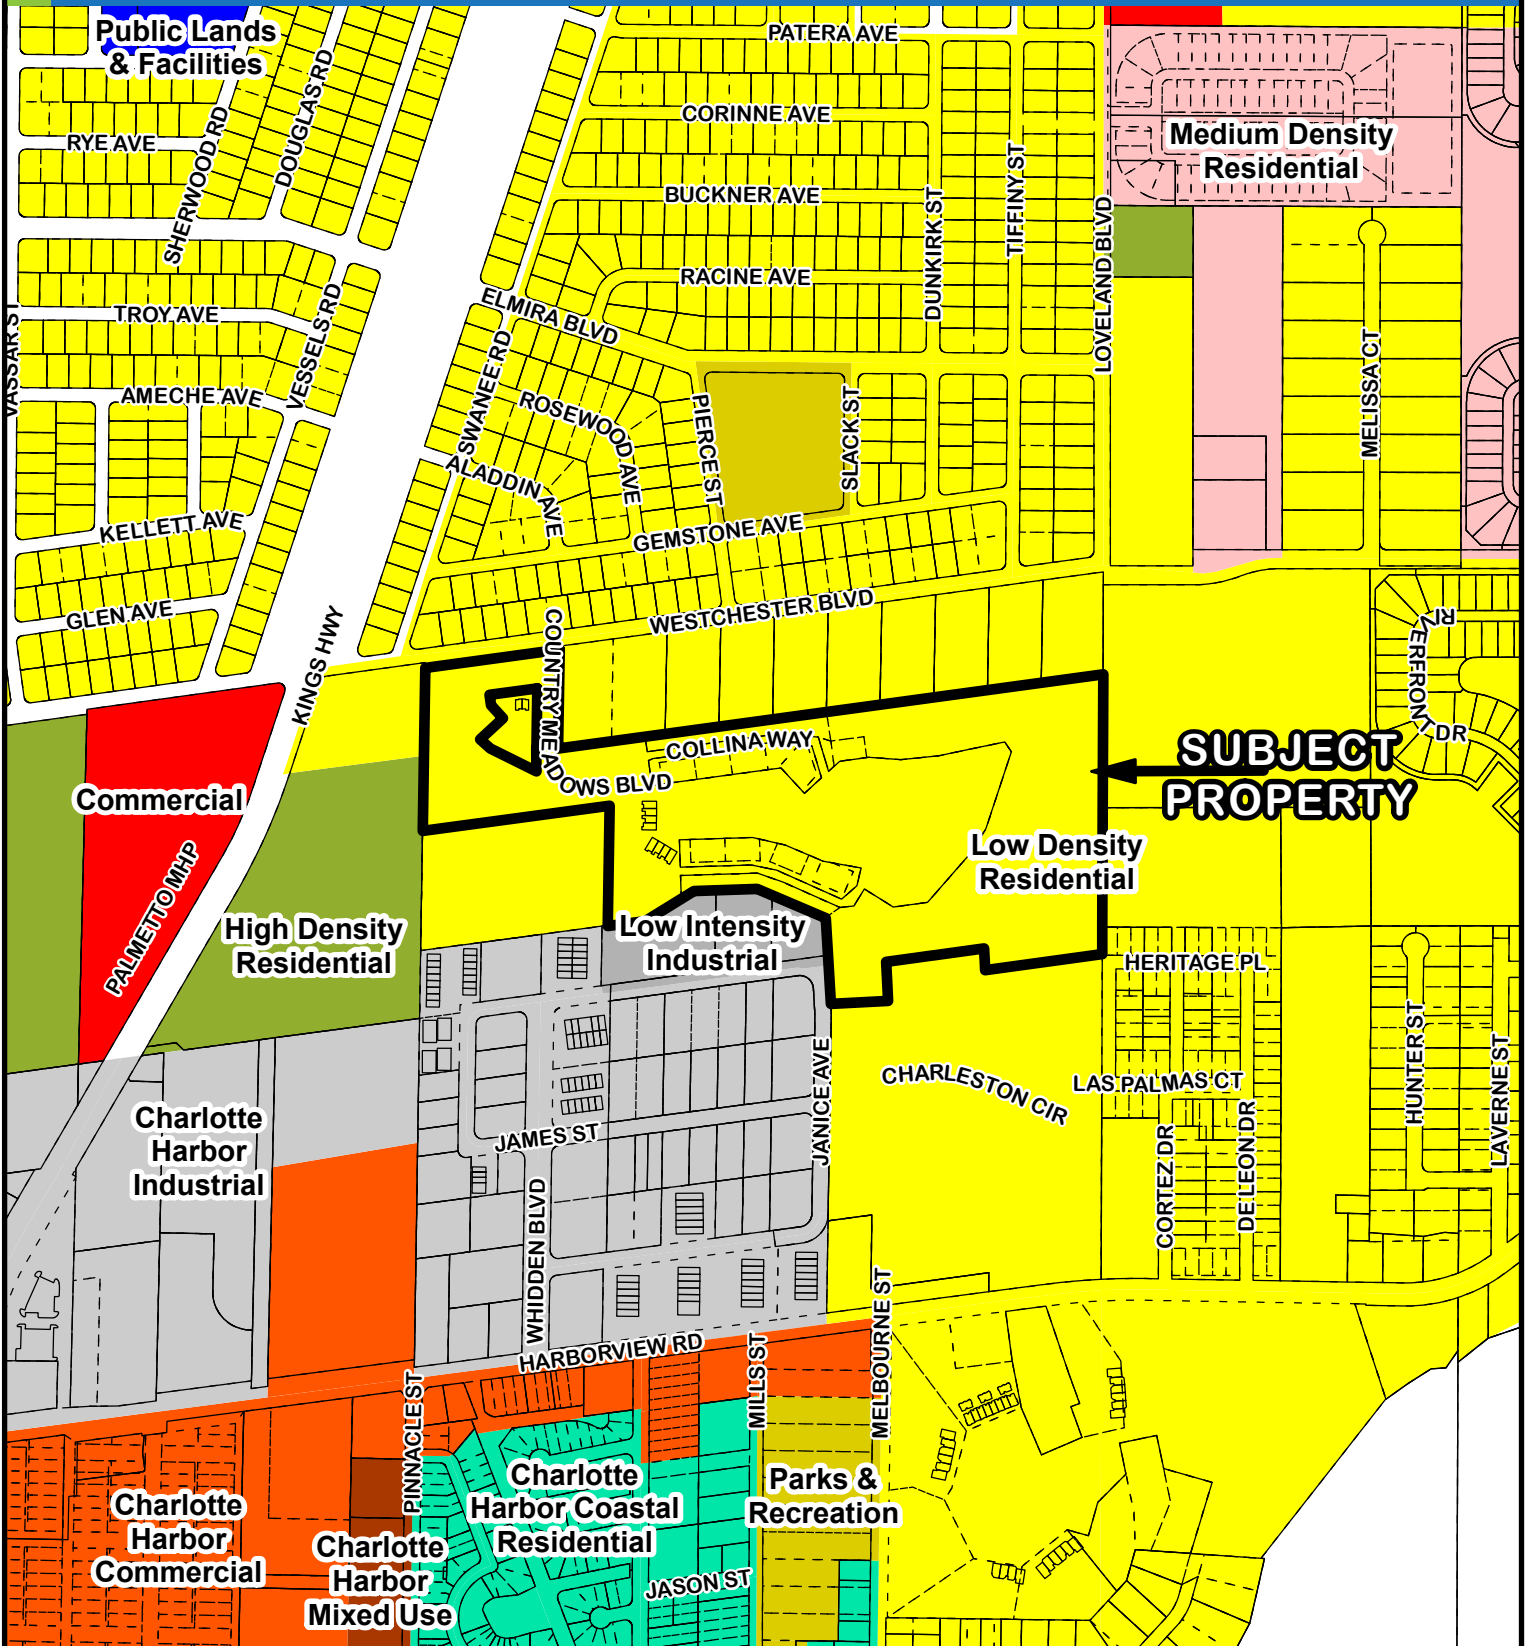 Public Lands
& Facilities
PATERA AVE
DOUGLAS RD
CORINNE AVE
RYE AVE
SHERWOOD RD
Medium Density
Residential
TIFFINY ST
BUCKNER AVE
DUNKIRK ST
LOVELAND BLVD
RACINE AVE
ELMIRA BLVD
TROY AVE
VESSELS RD
VASSAR ST
SWANEE RD
MELISSA CT
AMECHE AVE
ROSEWOOD AVE
PIERCE ST
SLACK ST
ALADDIN AVE
KELLETT AVE
GEMSTONE AVE
GLEN AVE
WESTCHESTER BLVD
KINGS HWY
COUNTRY MEADOWS BLVD
RIVERFRONT DR
COLLINA WAY
SUBJECT
PROPERTY
Commercial
PALMETTO MHP
Low Density
Residential
High Density
Residential
Low Intensity
Industrial
HERITAGE PL
HUNTER ST
LAVERNE ST
JANICE AVE
CHARLESTON CIR
LAS PALMAS CT
Charlotte
Harbor
Industrial
JAMES ST
CORTEZ DR
DELEON DR
WHIDDEN BLVD
HARBORVIEW RD
MELBOURNE ST
MILLS ST
PINNACLE ST
Charlotte
Harbor Coastal
Residential
Parks &
Recreation
Charlotte
Harbor
Commercial
Charlotte
Harbor
Mixed Use
JASON ST